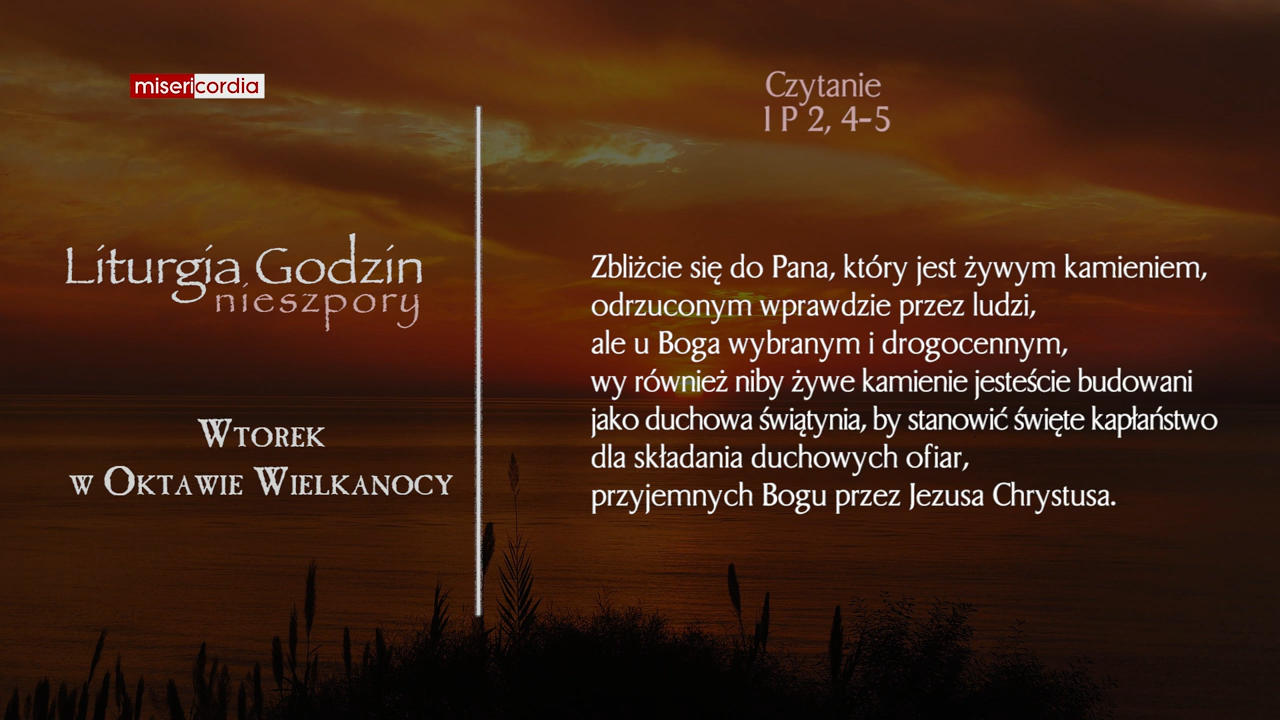 misericordia
Liturgia Godzin
nieszpory
Wtorek
w Oktawie Wielkanocy
Czytanie
1 P 2, 4-5
Zbliżcie się do Pana, który jest żywym kamieniem,
odrzuconym wprawdzie przez ludzi,
ale u Boga wybranym i drogocennym,
wy również niby żywe kamienie jesteście budowani
jako duchowa świątynia, by stanowić święte kapłaństwo
dla składania duchowych ofiar,
przyjemnych Bogu przez Jezusa Chrystusa.